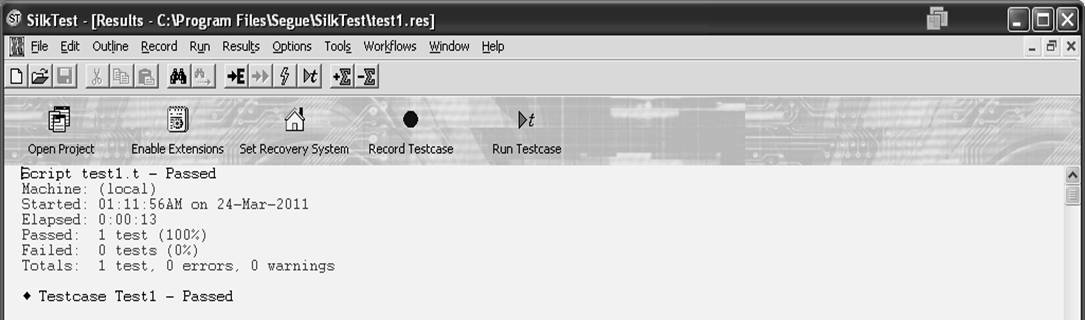 SilkTest - [Results - C:\Program Files\Segue\SilkTest\test1.res]
File Edit Outline Record Run Results Options Tools Workflows Window Help
Open Project Enable Extensions Set Recovery System Record Testcase Run Testcase
Script test1.t - Passed
Machine: (local)
Started: 01:11:56AM on 24-Mar-2011
Elapsed: 0:00:13
Passed: 1 test (100%)
Failed: 0 tests (0%)
Totals: 1 test, 0 errors, 0 warnings
♦ Testcase Test1 - Passed